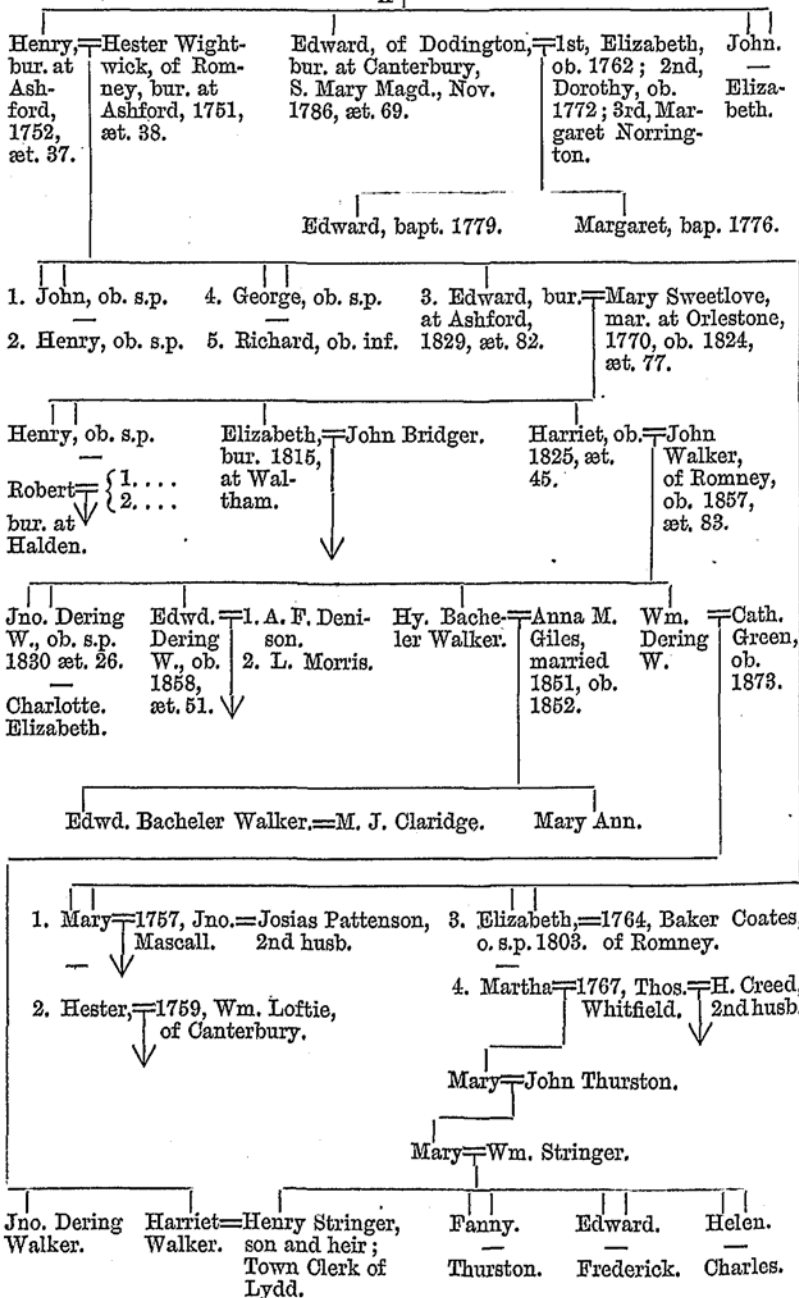 Henry,
bur. at
Ash-
ford,
1752,
æt. 37.
Hester Wight-
wick, of Rom-
ney, bur. at
Ashford, 1751,
æt. 38.
Edward, of Dodington,
bur. at Canterbury,
S. Mary Magd., Nov.
1786, æt. 69.
1st, Elizabeth,
ob. 1762; 2nd,
Dorothy, ob.
1772; 3rd, Mar-
garet Norring-
ton.
John.
—
Eliza-
beth.
Edward, bapt. 1779.
Margaret, bap. 1776.
1. John, ob. s.p.
—
2. Henry, ob. s.p.
4. George, ob. s.p.
—
5. Richard, ob. inf.
3. Edward, bur.
at Ashford,
1829, æt. 82.
Mary Sweetlove,
mar. at Orlestone,
1770, ob. 1824,
æt. 77.
Henry, ob. s.p.
—
Robert= { 1. . . .
2. . . .
bur. at
Halden.
Elizabeth,
bur. 1815,
at Wal-
tham.
John Bridger.
Harriet, ob.
1825, æt.
45.
John
Walker,
of Romney,
ob. 1857,
æt. 83.
Jno. Dering
W., ob. s.p.
1830 æt. 26.
—
Charlotte.
Elizabeth.
Edwd.
Dering
W., ob.
1858,
æt. 51.
1. A. F. Deni-
son.
2. L. Morris.
Hy. Bache-
ler Walker.
Anna M.
Giles,
married
1851, ob.
1852.
Wm.
Dering
W.
Cath.
Green,
ob.
1873.
Edwd. Bacheler Walker.=M. J. Claridge.
Mary Ann.
1. Mary=1757, Jno.=Josias Pattenson,
Mascall. 2nd husb.
—
2. Hester,=1759, Wm. Loftie,
of Canterbury.
3. Elizabeth,=1764, Baker Coates,
o. s.p. 1803. of Romney.
—
4. Martha=1767, Thos.=H. Creed,
Whitfield. 2nd husb.
Mary=John Thurston.
Mary=Wm. Stringer.
Jno. Dering
Walker.
Harriet=
Walker.
Henry Stringer,
son and heir;
Town Clerk of
Lydd.
Fanny.
—
Thurston.
Edward.
—
Frederick.
Helen.
—
Charles.